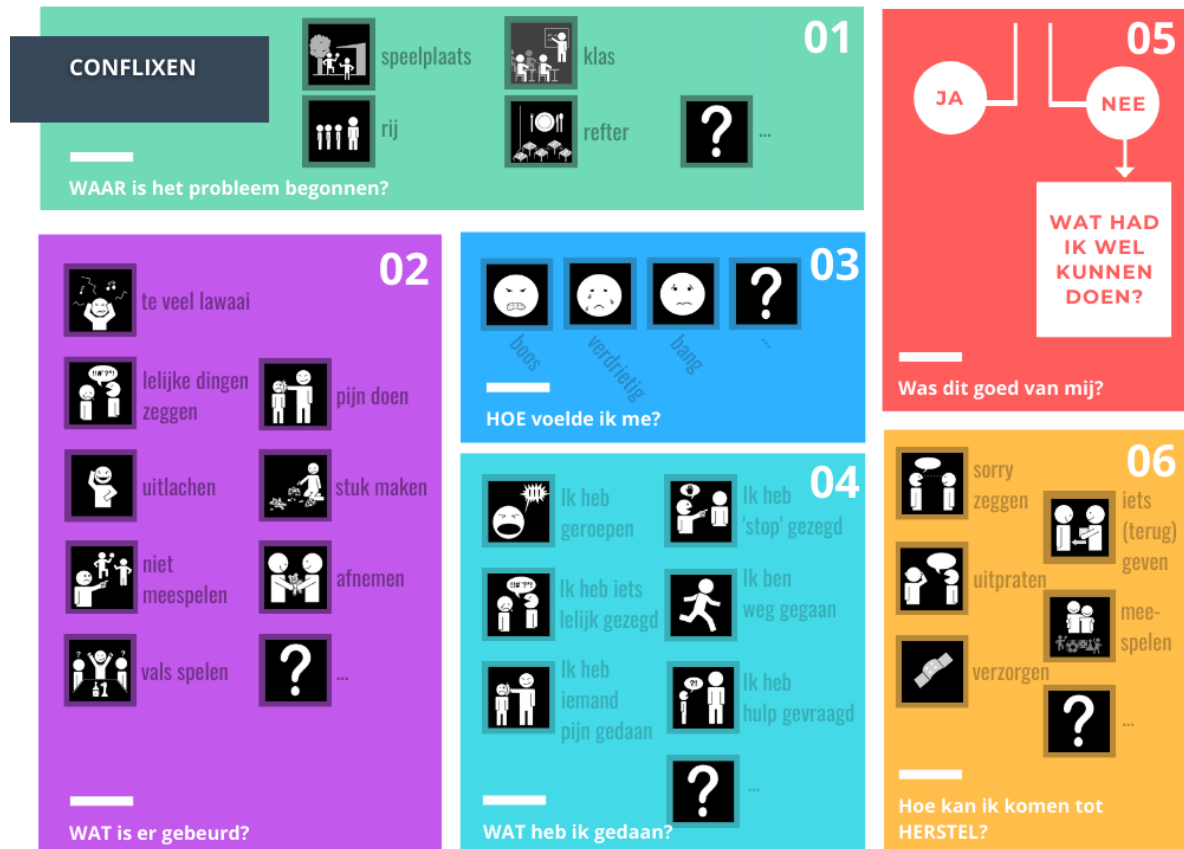 CONFLIXEN
01
speelplaats
klas
rij
refter
?
...
WAAR is het probleem begonnen?
02
te veel lawaai
!!#*?*!
lelijke dingen
zeggen
pijn doen
uitlachen
stuk maken
niet
meespelen
afnemen
? ?
1
vals spelen
?
...
WAT is er gebeurd?
03
?
boos
verdrietig
bang
...
HOE voelde ik me?
04
!!!
Ik heb
geroepen
Ik heb
'stop' gezegd
!!#*?*!
Ik heb iets
lelijk gezegd
Ik ben
weg gegaan
Ik heb
iemand
pijn gedaan
?!
Ik heb
hulp gevraagd
?
...
WAT heb ik gedaan?
05
JA
NEE
WAT HAD
IK WEL
KUNNEN
DOEN?
Was dit goed van mij?
06
sorry
zeggen
iets
(terug)
geven
uitpraten
mee-
spelen
verzorgen
?
...
Hoe kan ik komen tot
HERSTEL?